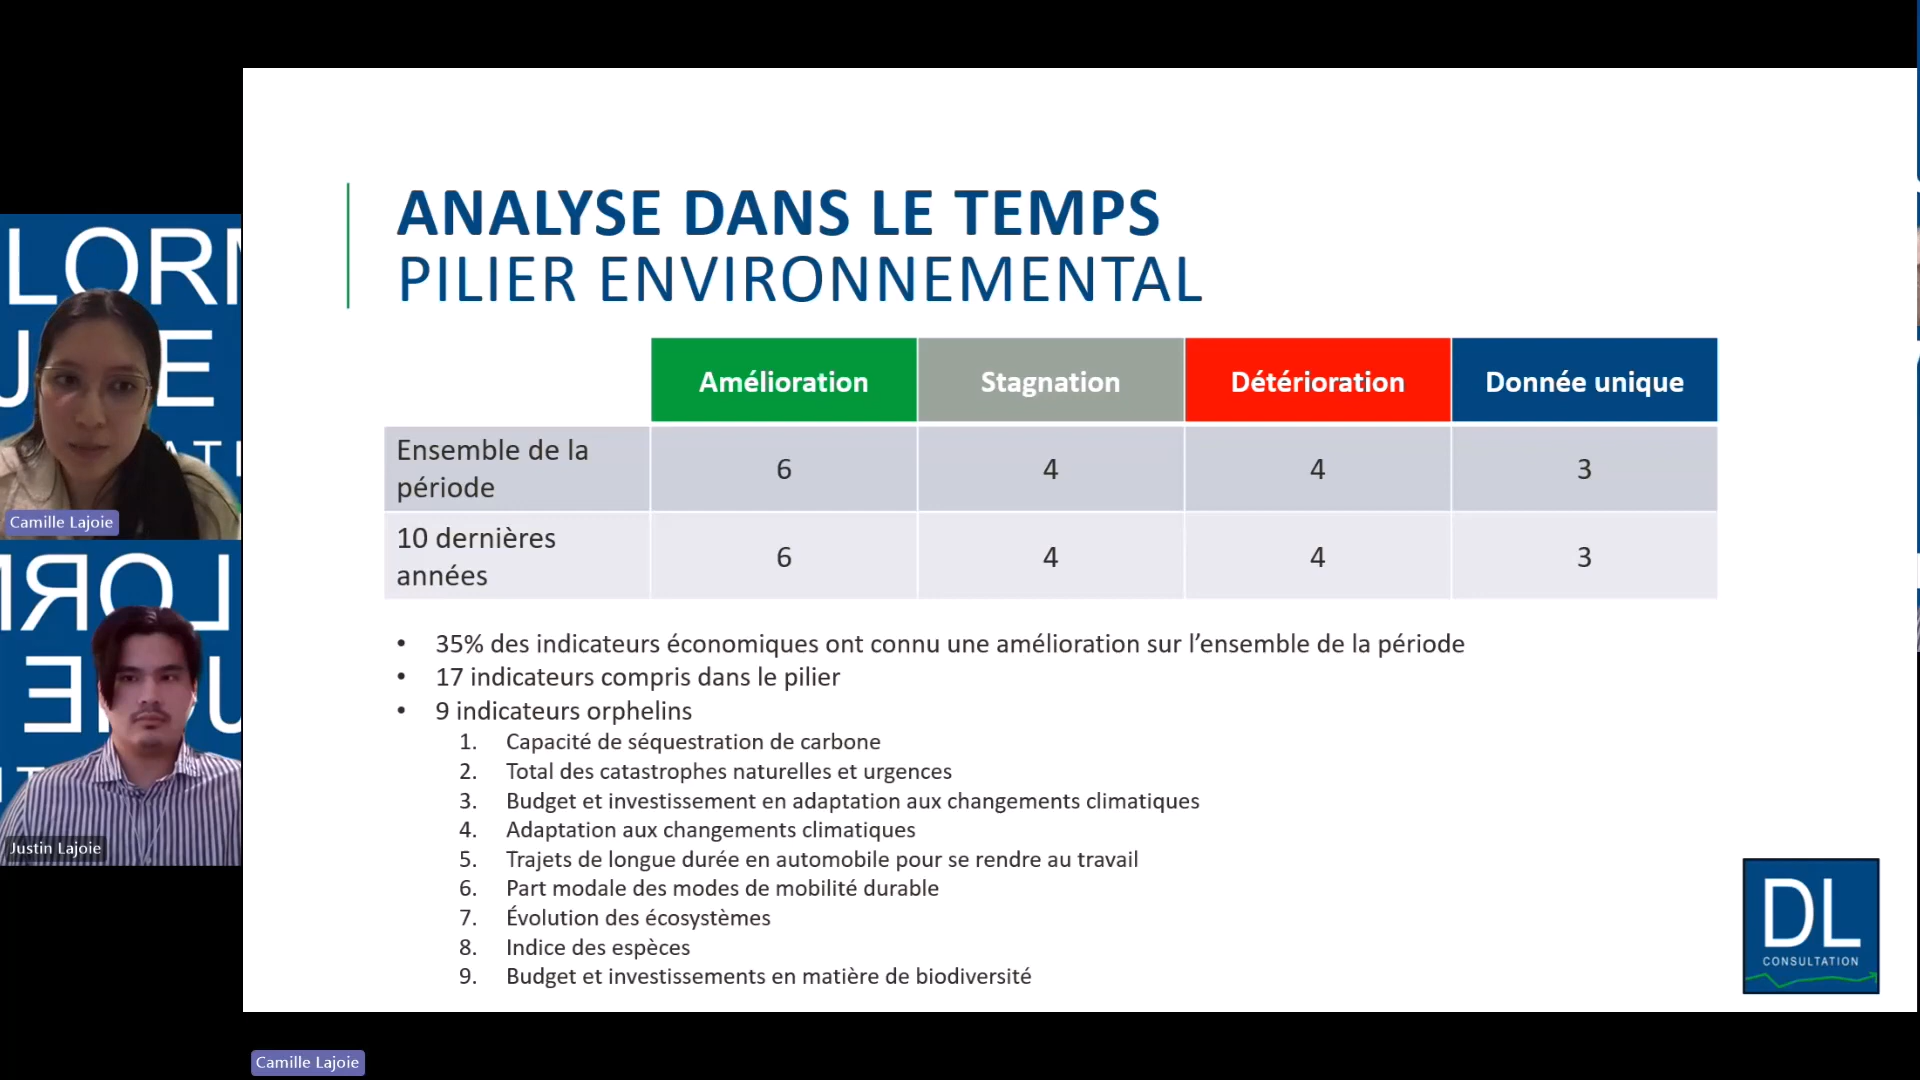 ANALYSE DANS LE TEMPS
PILIER ENVIRONNEMENTAL
Amélioration
Stagnation
Détérioration
Donnée unique
Ensemble de la
période
6
4
4
3
10 dernières
années
6
4
4
3
• 35% des indicateurs économiques ont connu une amélioration sur l’ensemble de la période
• 17 indicateurs compris dans le pilier
• 9 indicateurs orphelins
1. Capacité de séquestration de carbone
2. Total des catastrophes naturelles et urgences
3. Budget et investissement en adaptation aux changements climatiques
4. Adaptation aux changements climatiques
5. Trajets de longue durée en automobile pour se rendre au travail
6. Part modale des modes de mobilité durable
7. Évolution des écosystèmes
8. Indice des espèces
9. Budget et investissements en matière de biodiversité
DL
CONSULTATION
LORM
Camille Lajoie
LORM
Justin Lajoie
Camille Lajoie